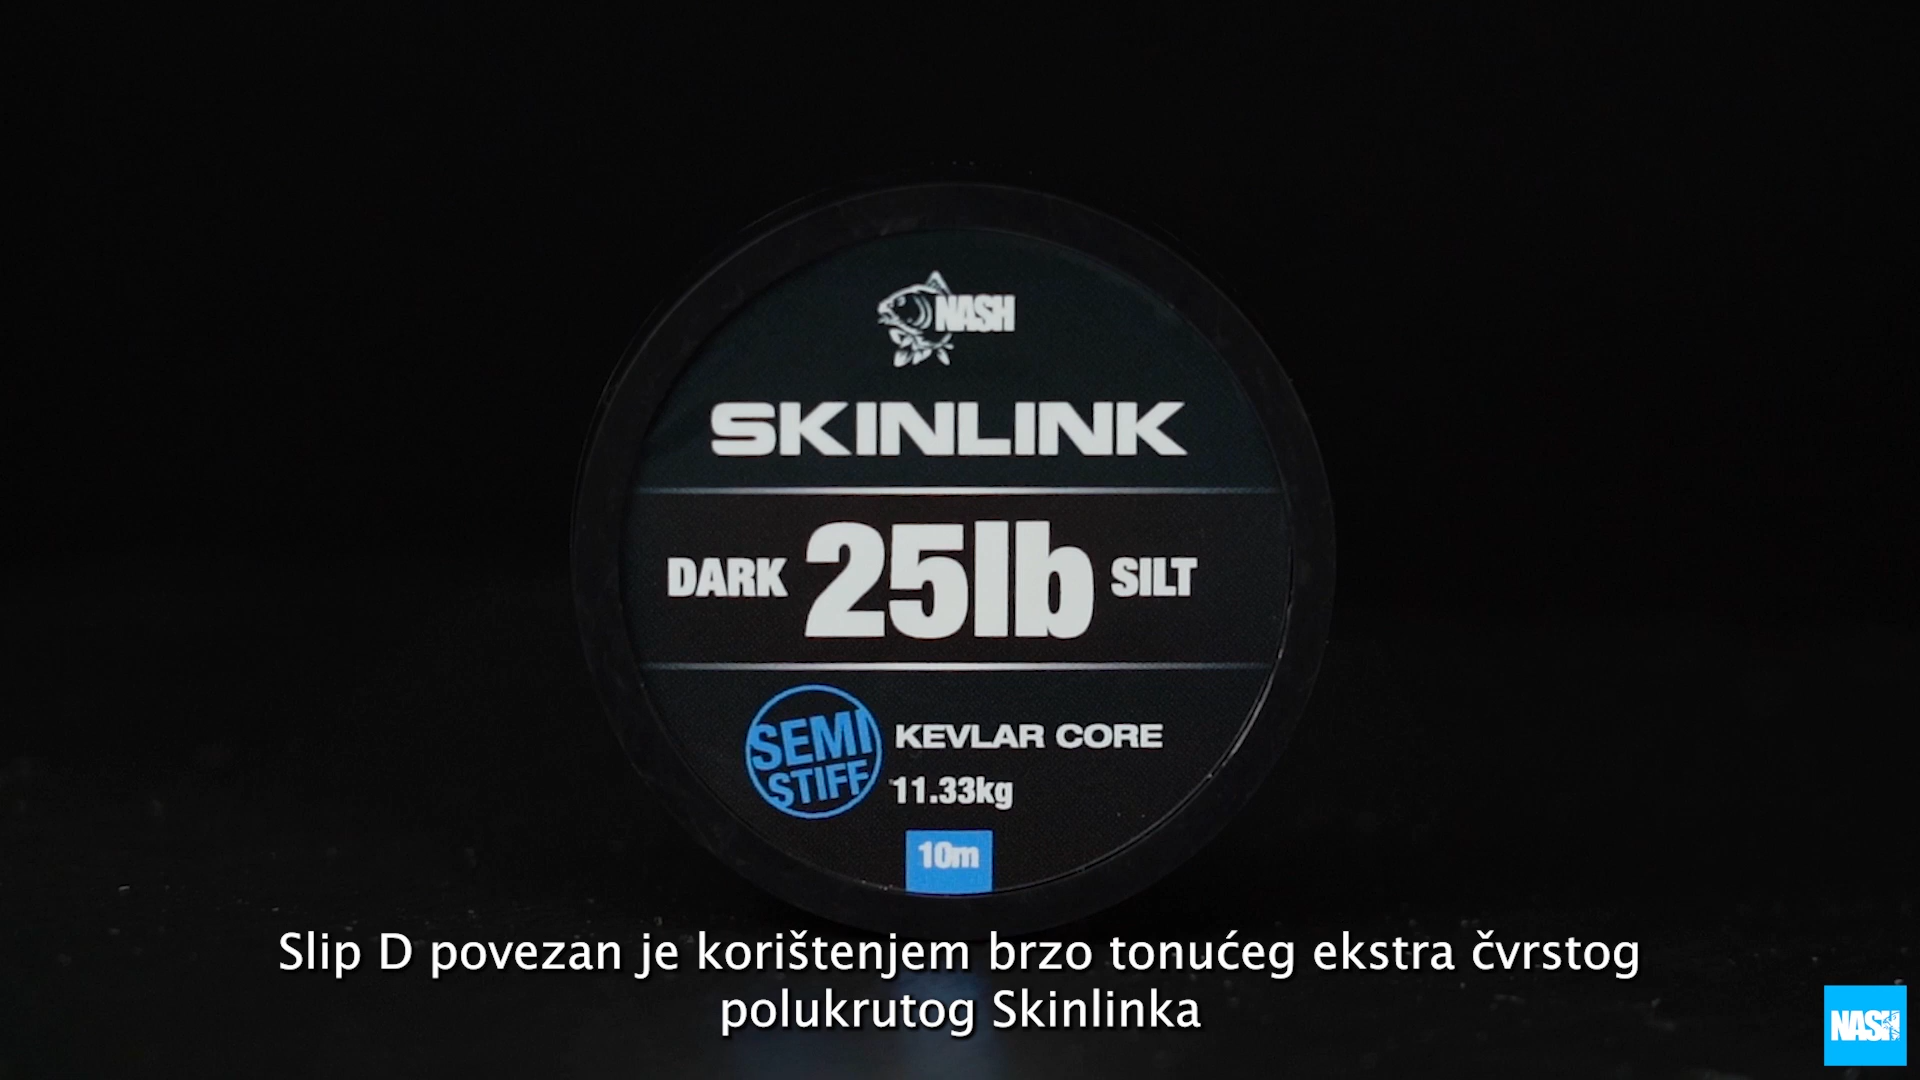 NASH
SKINLINK
DARK 25lb SILT
SEMI
STIFF
KEVLAR CORE
11.33kg
10m
Slip D povezan je korištenjem brzo tonućeg ekstra čvrstog
polukrutog Skinlinka
NASH